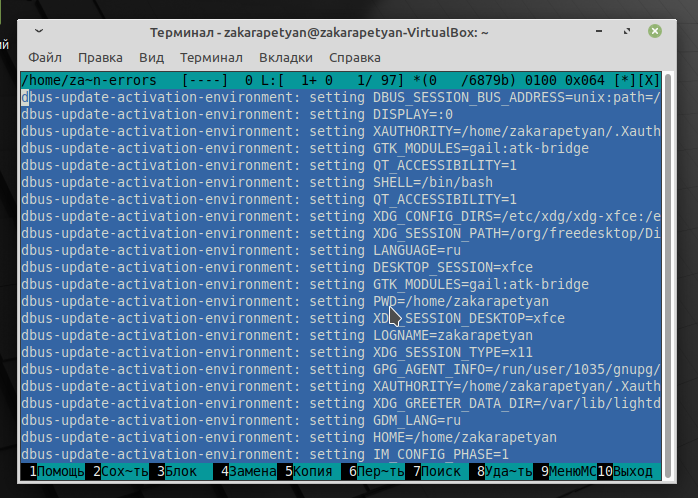 ий
Терминал - zakarapetyan@zakarapetyan-VirtualBox: ~
Файл Правка Вид Терминал Вкладки Справка
/home/za~n-errors [----] 0 L:[ 1+ 0 1/ 97] *(0 /6879b) 0100 0x064 [*][X]
dbus-update-activation-environment: setting DBUS_SESSION_BUS_ADDRESS=unix:path=/
dbus-update-activation-environment: setting DISPLAY=:0
dbus-update-activation-environment: setting XAUTHORITY=/home/zakarapetyan/.Xauth
dbus-update-activation-environment: setting GTK_MODULES=gail:atk-bridge
dbus-update-activation-environment: setting QT_ACCESSIBILITY=1
dbus-update-activation-environment: setting SHELL=/bin/bash
dbus-update-activation-environment: setting QT_ACCESSIBILITY=1
dbus-update-activation-environment: setting XDG_CONFIG_DIRS=/etc/xdg/xdg-xfce:/e
dbus-update-activation-environment: setting XDG_SESSION_PATH=/org/freedesktop/Di
dbus-update-activation-environment: setting LANGUAGE=ru
dbus-update-activation-environment: setting DESKTOP_SESSION=xfce
dbus-update-activation-environment: setting GTK_MODULES=gail:atk-bridge
dbus-update-activation-environment: setting PWD=/home/zakarapetyan
dbus-update-activation-environment: setting XDG_SESSION_DESKTOP=xfce
dbus-update-activation-environment: setting LOGNAME=zakarapetyan
dbus-update-activation-environment: setting XDG_SESSION_TYPE=x11
dbus-update-activation-environment: setting GPG_AGENT_INFO=/run/user/1035/gnupg/
dbus-update-activation-environment: setting XAUTHORITY=/home/zakarapetyan/.Xauth
dbus-update-activation-environment: setting XDG_GREETER_DATA_DIR=/var/lib/lightd
dbus-update-activation-environment: setting GDM_LANG=ru
dbus-update-activation-environment: setting HOME=/home/zakarapetyan
dbus-update-activation-environment: setting IM_CONFIG_PHASE=1
1Помощь 2Сох~ть 3Блок 4Замена 5Копия 6Пер~ть 7Поиск 8Уда~ть 9МенюMC 10Выход